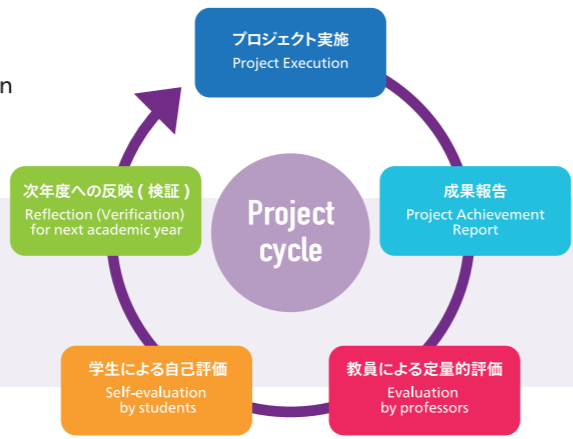 プロジェクト実施
Project Execution
n
成果報告
Project Achievement
Report
教員による定量的評価
Evaluation
by professors
学生による自己評価
Self-evaluation
by students
次年度への反映 ( 検証 )
Reflection (Verification)
for next academic year
Project
cycle